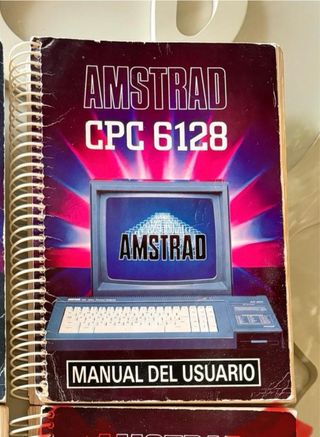 AMSTRAD
CPC 6128
AMSTRAD
MANUAL DEL USUARIO